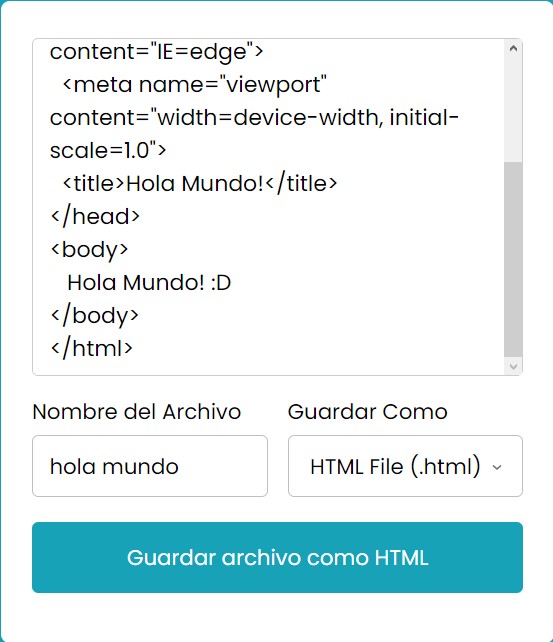 content="IE=edge">
<meta name="viewport"
content="width=device-width, initial-
scale=1.0">
<title>Hola Mundo!</title>
</head>
<body>
Hola Mundo! :D
</body>
</html>
Nombre del Archivo
Guardar Como
hola mundo
HTML File (.html)
Guardar archivo como HTML